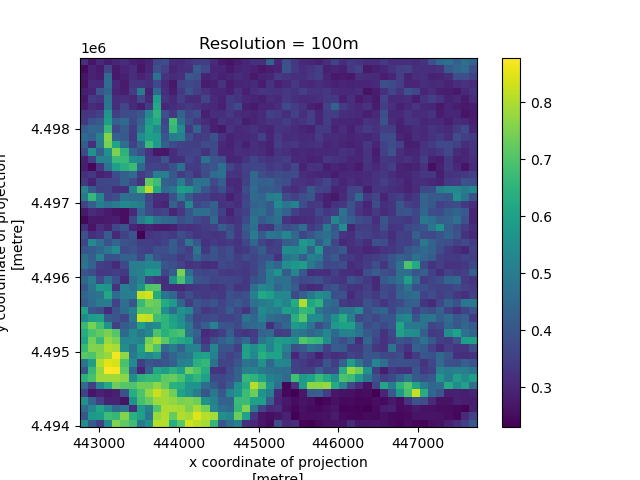 Resolution = 100m
1e6
4.498
4.497
4.496
4.495
4.494
y coordinate of projection
[metre]
443000 444000 445000 446000 447000
x coordinate of projection
[metre]
0.8
0.7
0.6
0.5
0.4
0.3